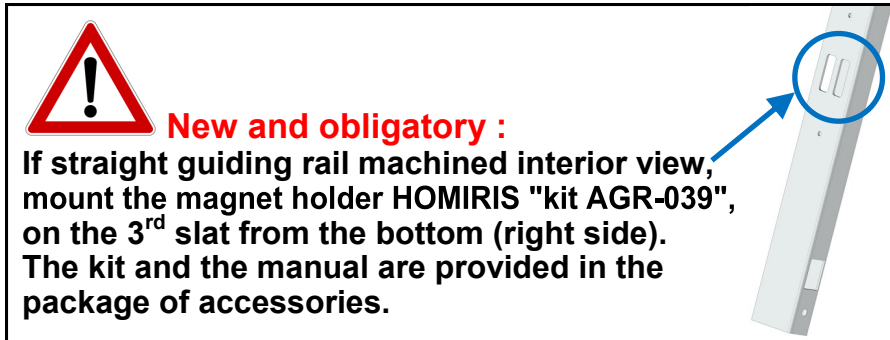 New and obligatory :
If straight guiding rail machined interior view,
mount the magnet holder HOMIRIS "kit AGR-039",
on the 3rd slat from the bottom (right side).
The kit and the manual are provided in the
package of accessories.